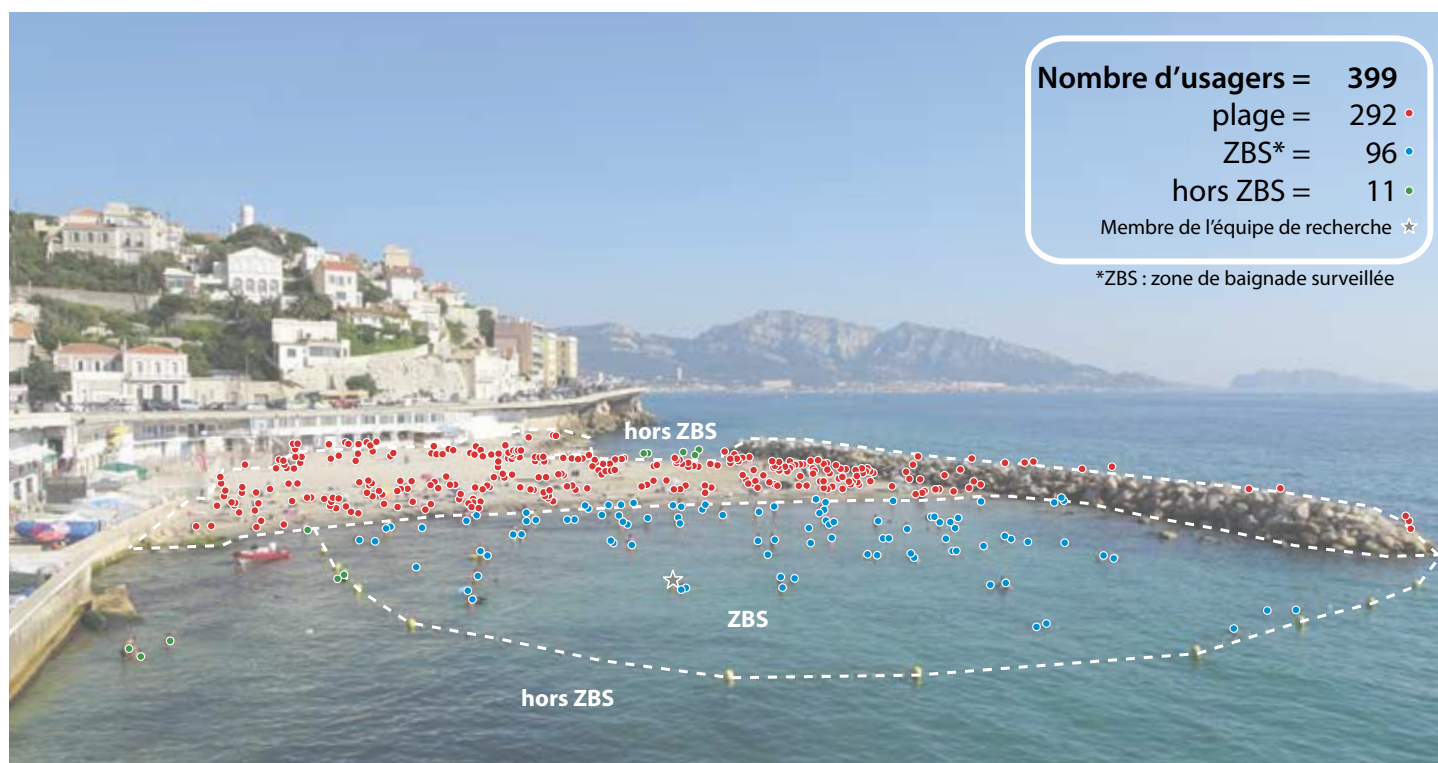 Nombre d’usagers = 399
plage = 292
ZBS* = 96
hors ZBS = 11
Membre de l’équipe de recherche
*ZBS : zone de baignade surveillée
hors ZBS
ZBS
hors ZBS